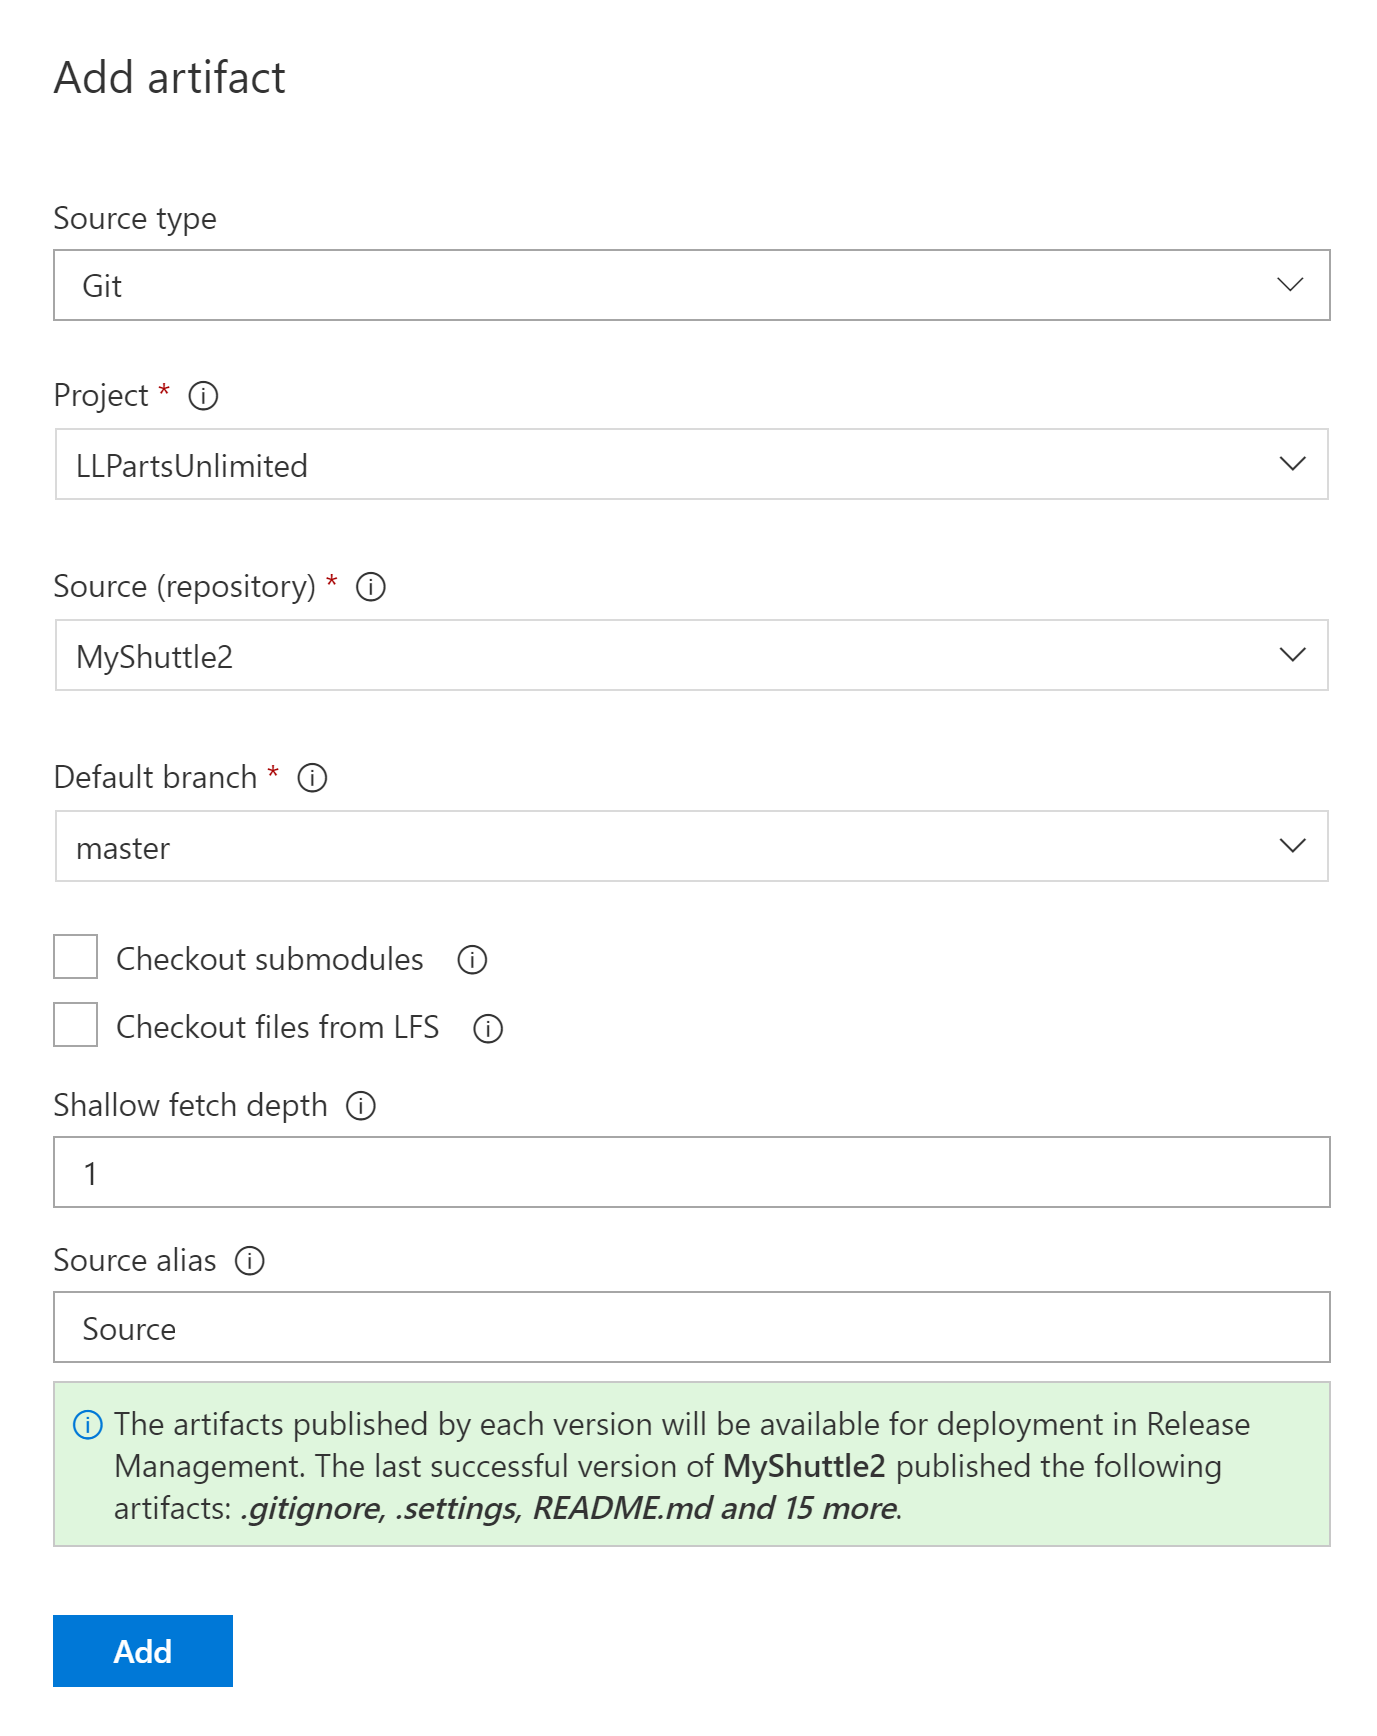 Add artifact
Source type
Git
Project *
LLPartsUnlimited
Source (repository) *
MyShuttle2
Default branch *
master
Checkout submodules
Checkout files from LFS
Shallow fetch depth
1
Source alias
Source
The artifacts published by each version will be available for deployment in Release
Management. The last successful version of MyShuttle2 published the following
artifacts: .gitignore, .settings, README.md and 15 more.
Add